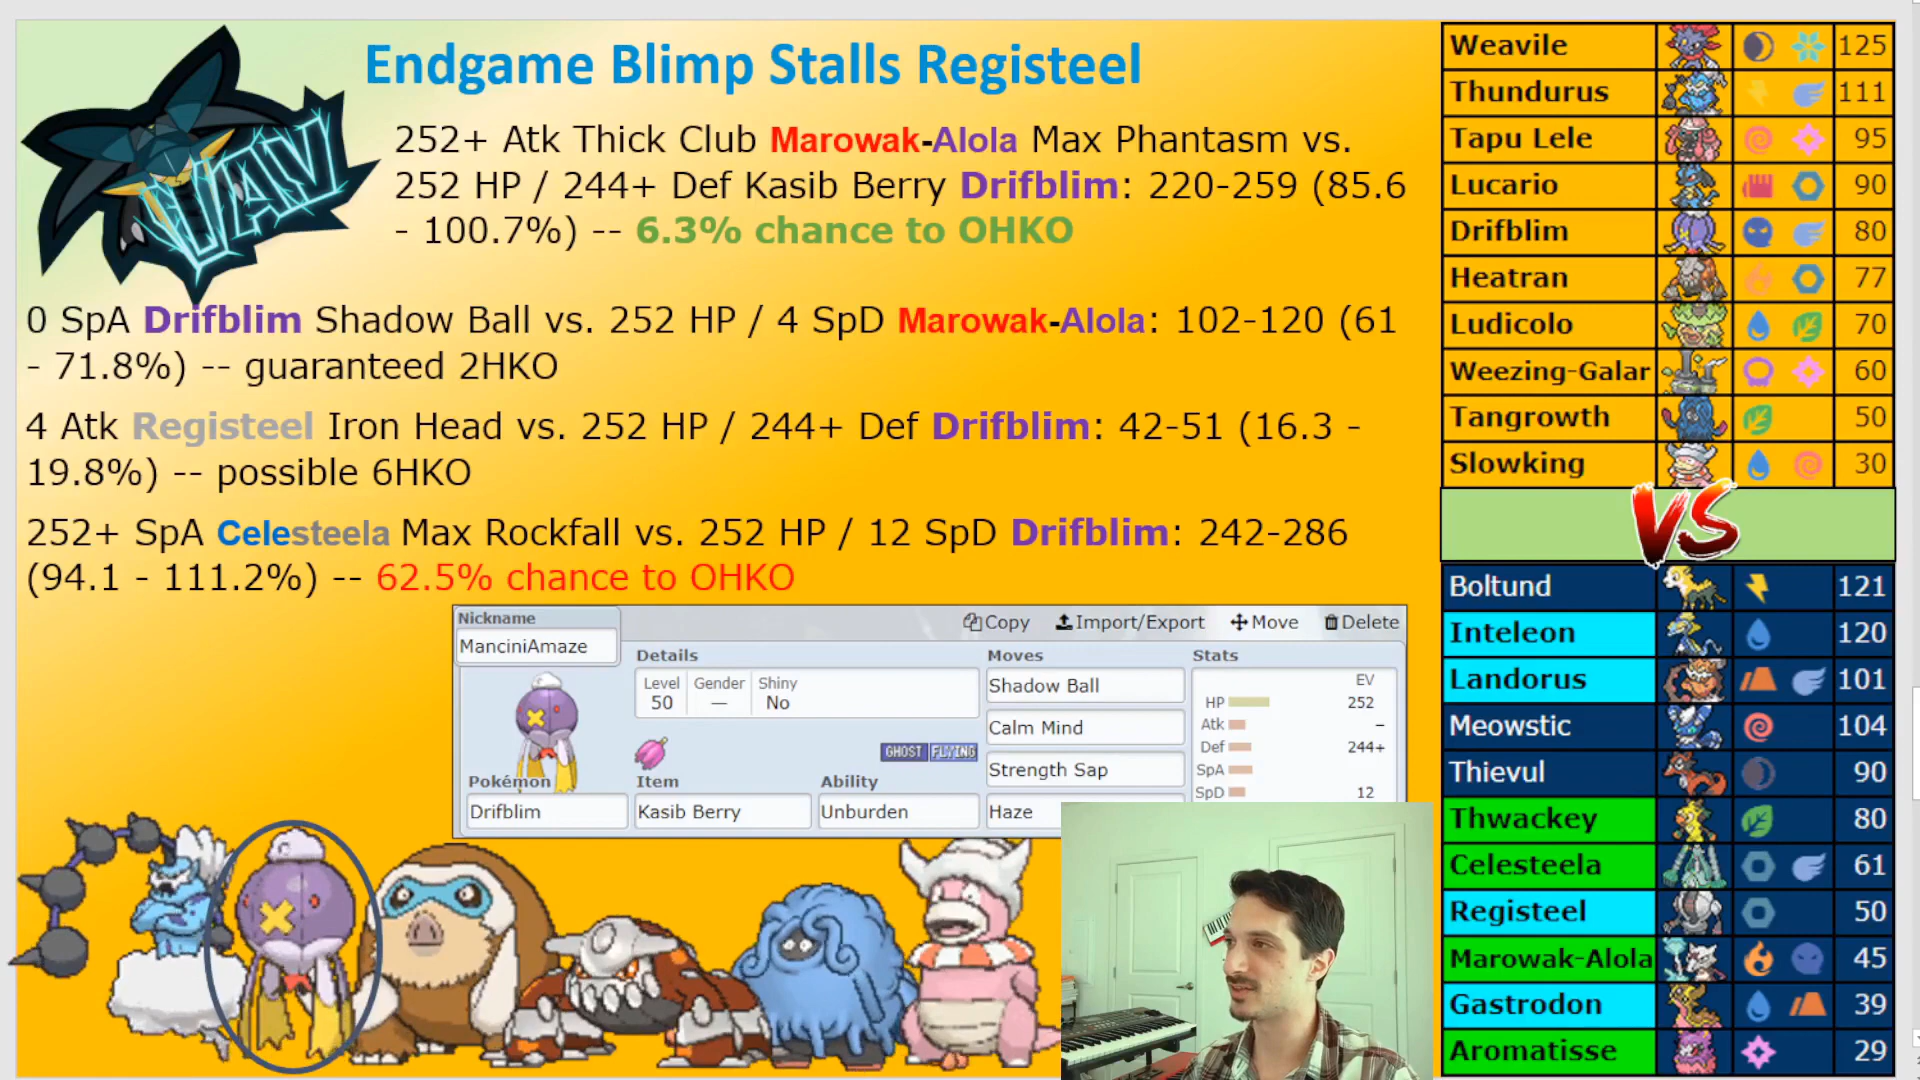 Endgame Blimp Stalls Registeel
252+ Atk Thick Club Marowak-Alola Max Phantasm vs.
252 HP / 244+ Def Kasib Berry Drifblim: 220-259 (85.6
- 100.7%) -- 6.3% chance to OHKO
0 SpA Drifblim Shadow Ball vs. 252 HP / 4 SpD Marowak-Alola: 102-120 (61
- 71.8%) -- guaranteed 2HKO
4 Atk Registeel Iron Head vs. 252 HP / 244+ Def Drifblim: 42-51 (16.3 -
19.8%) -- possible 6HKO
252+ SpA Celesteela Max Rockfall vs. 252 HP / 12 SpD Drifblim: 242-286
(94.1 - 111.2%) -- 62.5% chance to OHKO
Nickname
ManciniAmaze
Copy Import/Export Move Delete
Details
Level Gender Shiny
50 — No
GHOST FLYING
Pokémon Item Ability
Drifblim Kasib Berry Unburden
Moves
Shadow Ball
Calm Mind
Strength Sap
Haze
Stats
EV
HP 252
Atk –
Def 244+
SpA
SpD 12
Weavile 125
Thundurus 111
Tapu Lele 95
Lucario 90
Drifblim 80
Heatran 77
Ludicolo 70
Weezing-Galar 60
Tangrowth 50
Slowking 30
VS
Boltund 121
Inteleon 120
Landorus 101
Meowstic 104
Thievul 90
Thwackey 80
Celesteela 61
Registeel 50
Marowak-Alola 45
Gastrodon 39
Aromatisse 29